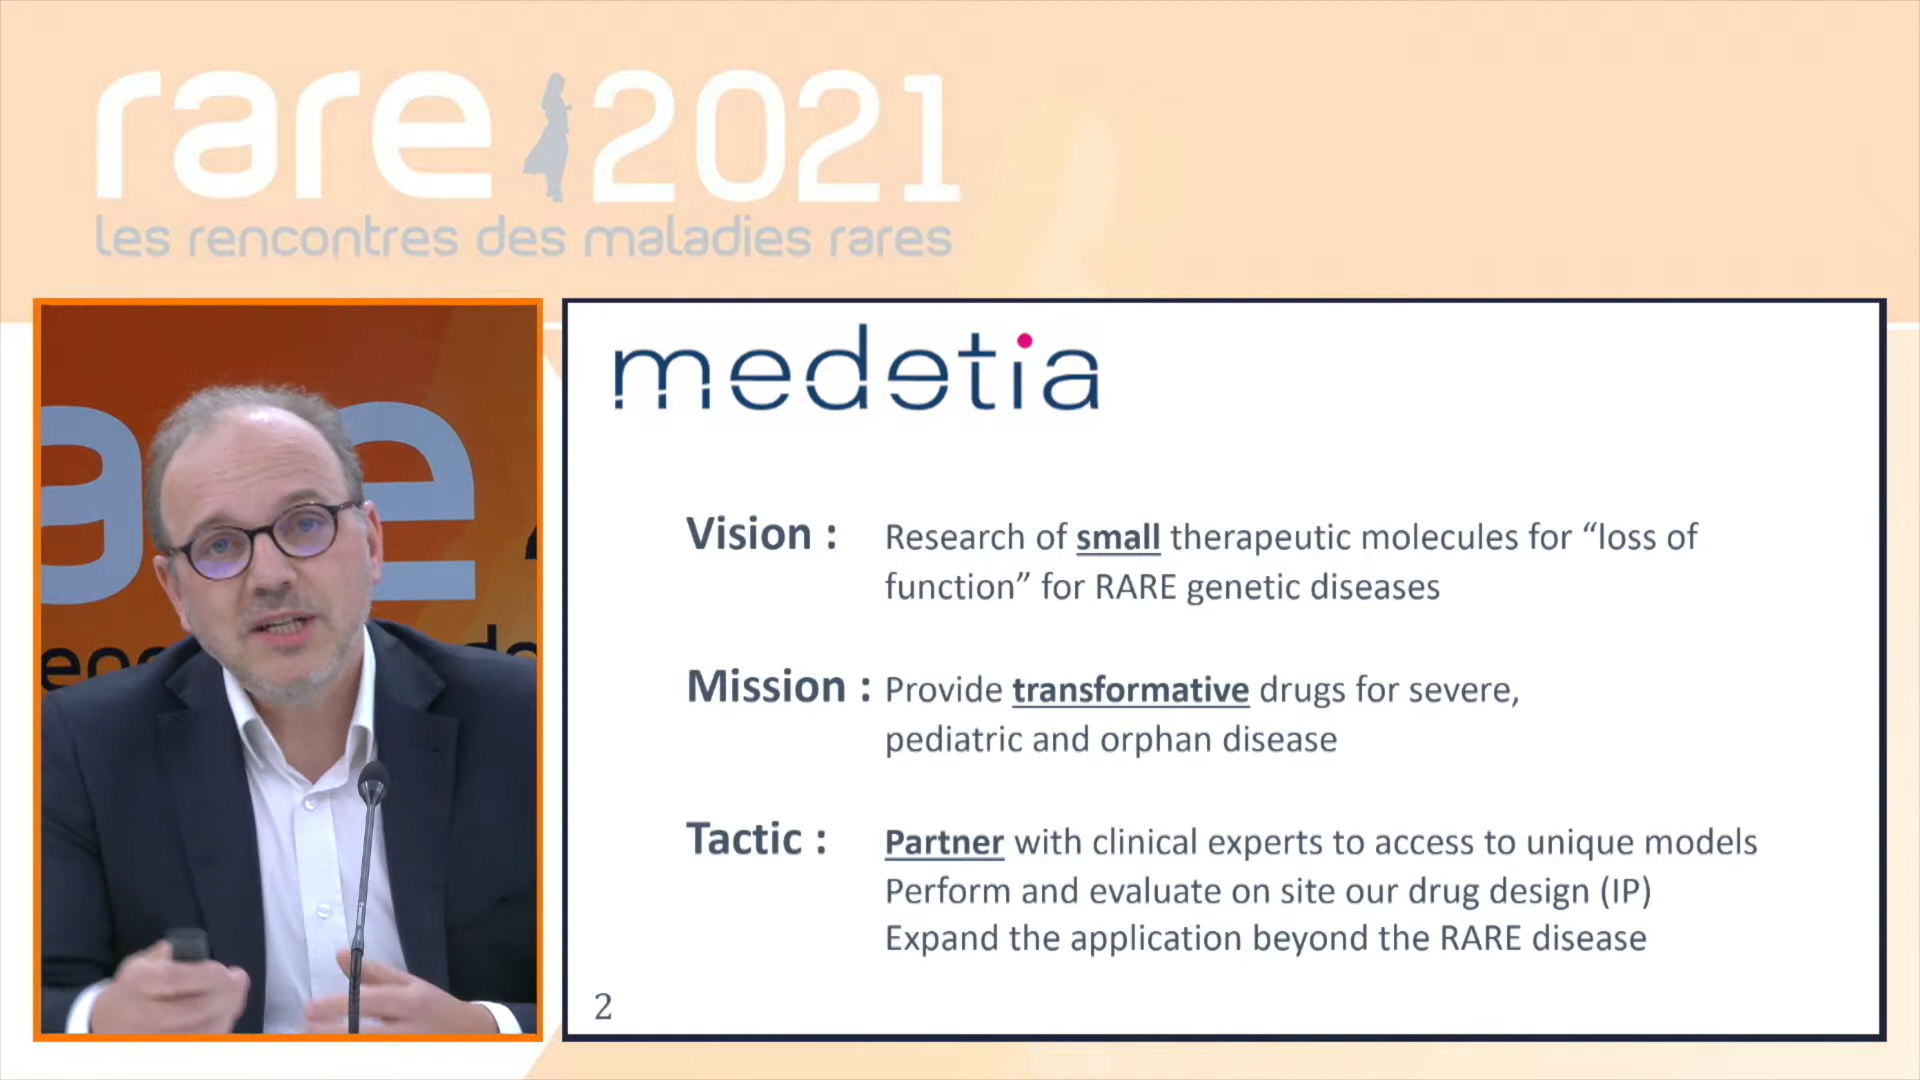 rare 2021
les rencontres des maladies rares
are
medetia
Vision : Research of small therapeutic molecules for “loss of
function” for RARE genetic diseases
Mission : Provide transformative drugs for severe,
pediatric and orphan disease
Tactic : Partner with clinical experts to access to unique models
Perform and evaluate on site our drug design (IP)
Expand the application beyond the RARE disease
2